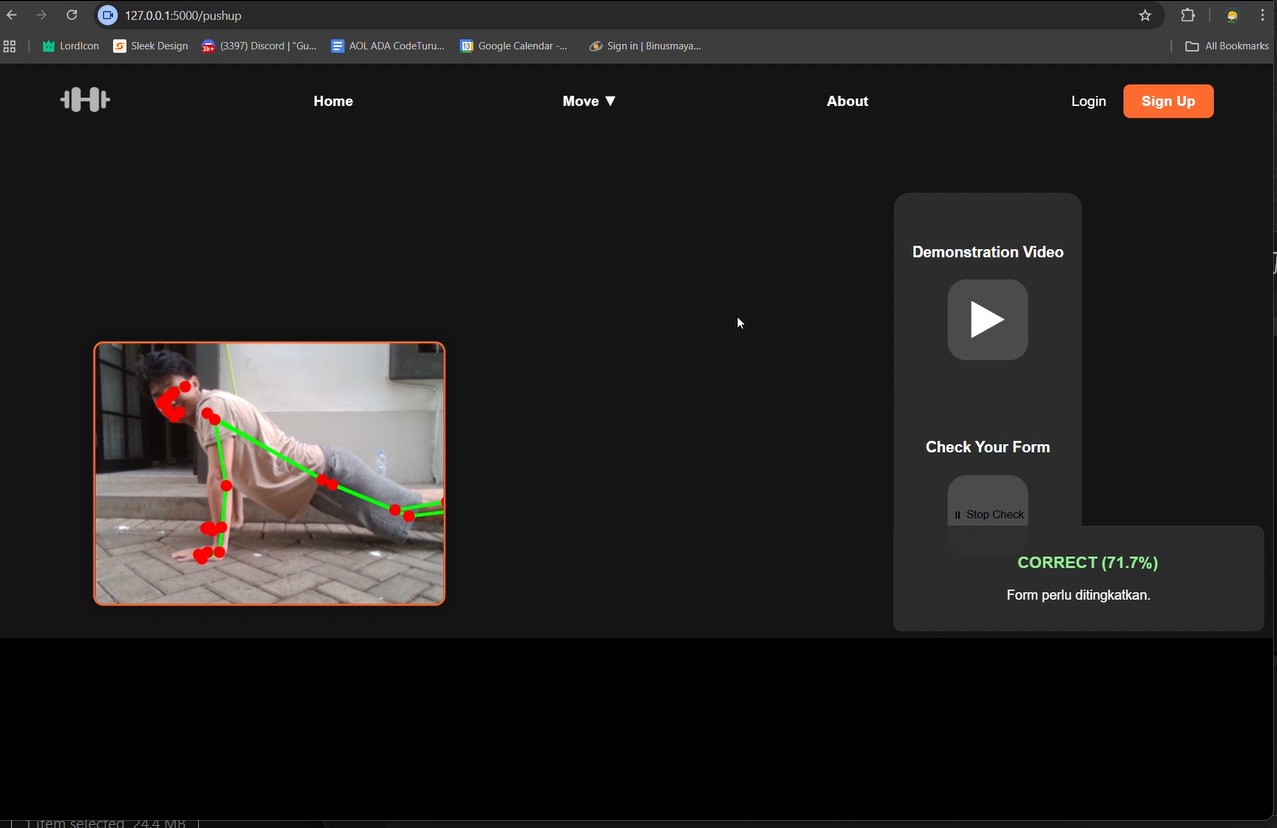 127.0.0.1:5000/pushup
LordIcon
Sleek Design
(3397) Discord | "Gu...
AOL ADA CodeTuru...
Google Calendar -...
Sign in | Binusmaya...
All Bookmarks
Home
Move ▼
About
Login
Sign Up
Demonstration Video
Check Your Form
⏸ Stop Check
CORRECT (71.7%)
Form perlu ditingkatkan.
1 item selected 24.4 MB